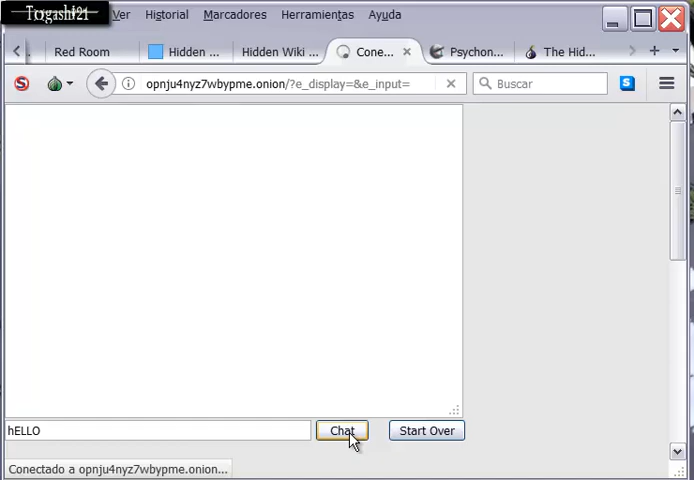 Togashi21
Ver Historial Marcadores Herramientas Ayuda
Red Room Hidden ... Hidden Wiki ... Cone... × Psychon... The Hid...
opnju4nyz7wbypme.onion/?e_display=&e_input= Buscar
hELLO Chat Start Over
Conectado a opnju4nyz7wbypme.onion...